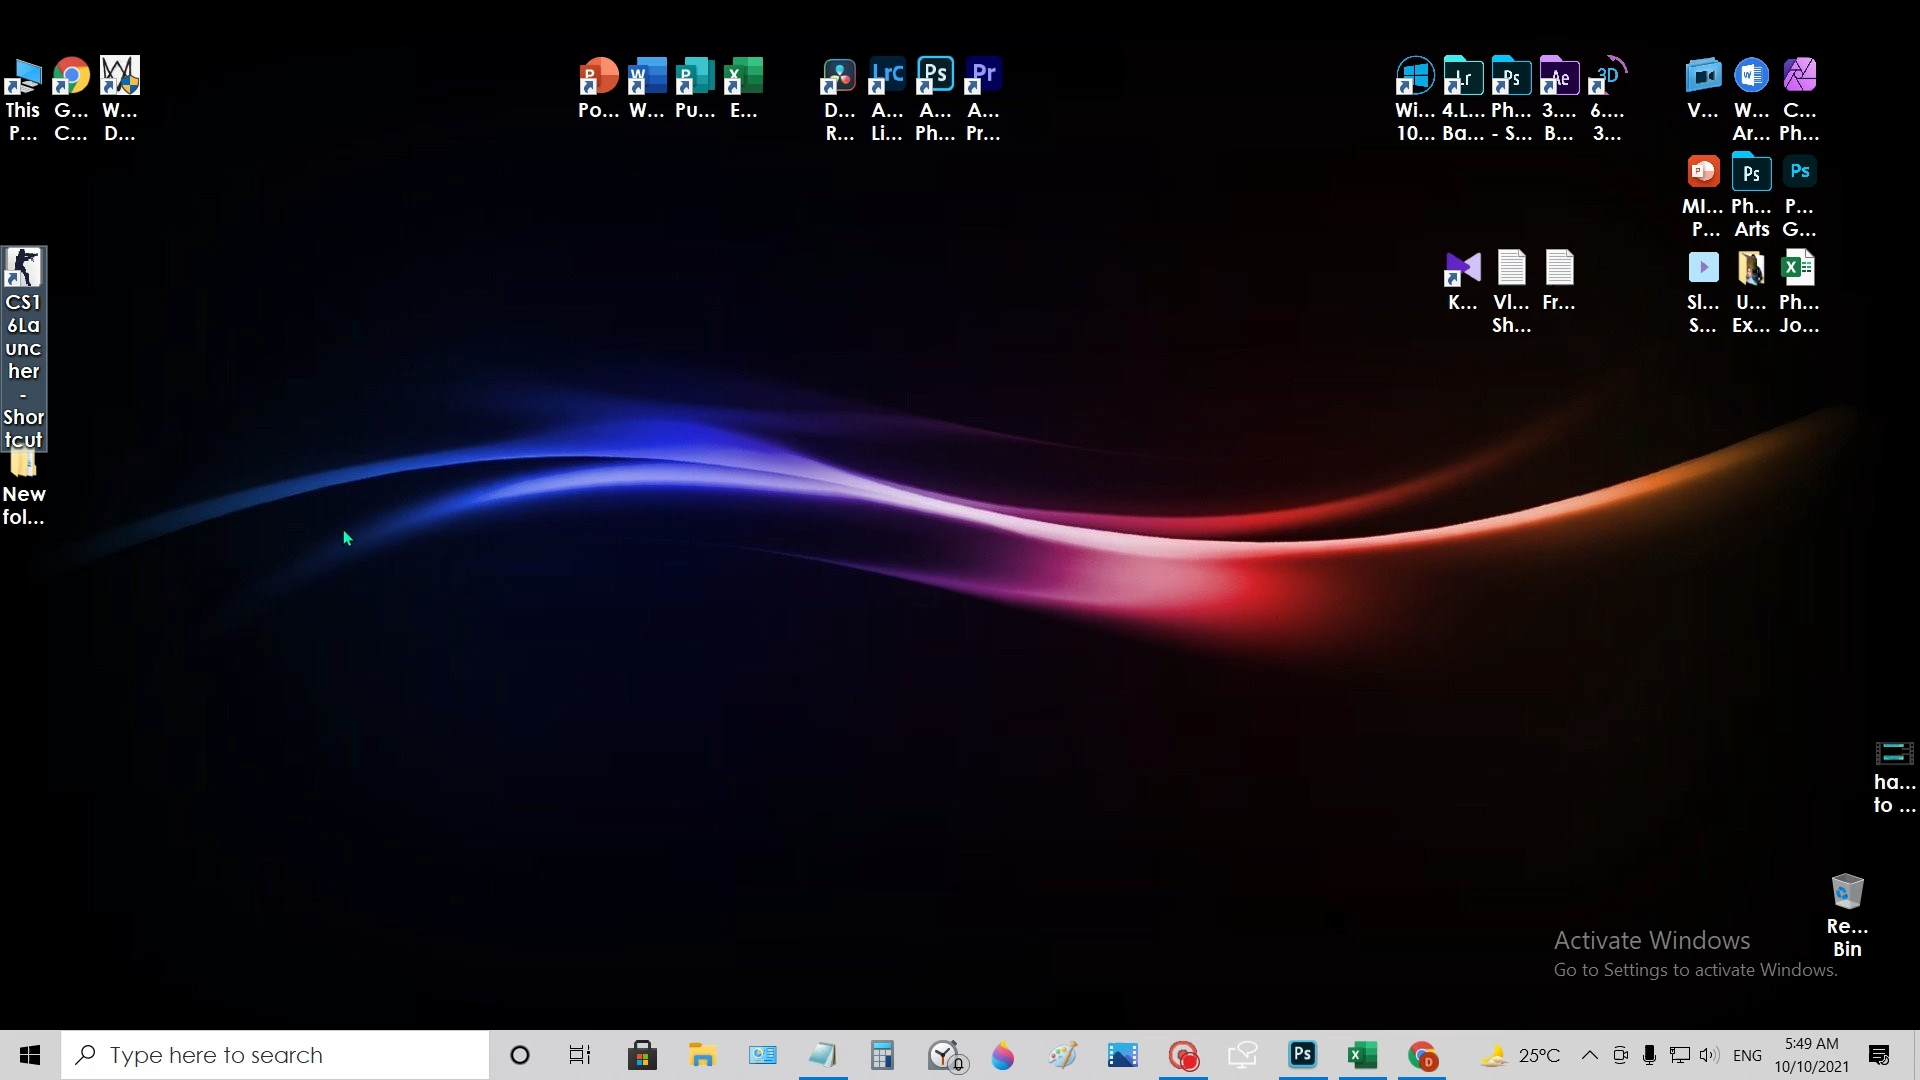 This
P...
G...
C...
W...
D...
Po...
W...
Pu...
E...
D...
R...
A...
Li...
A...
Ph...
A...
Pr...
Wi...
10...
4.L...
Ba...
Ph...
- S...
3....
B...
6....
3...
V...
W...
Ar...
C...
Ph...
MI...
P...
Ph...
Arts
P...
G...
CS1
6La
unc
her
-
Shor
tcut
K...
Vl...
Sh...
Fr...
Sl...
S...
U...
Ex...
Ph...
Jo...
New
fol...
ha...
to ...
Re...
Bin
Activate Windows
Go to Settings to activate Windows.
Type here to search
25°C
ENG
5:49 AM
10/10/2021